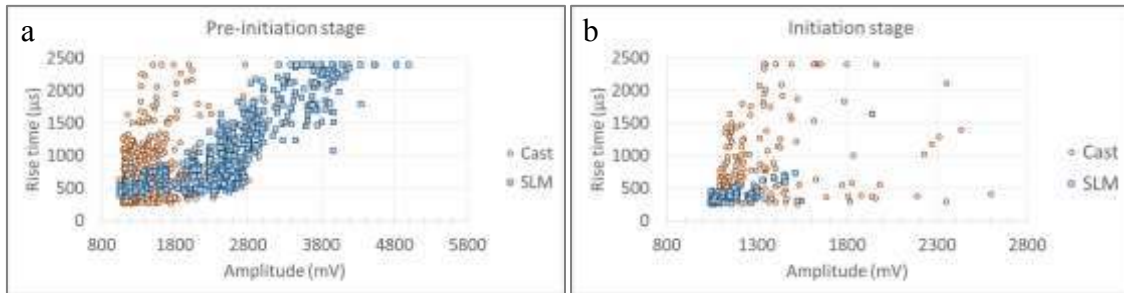 a
Pre-initiation stage
Rise time (µs)
2500
2000
1500
1000
500
0
800 1800 2800 3800 4800 5800
Amplitude (mV)
Cast
SLM
b
Initiation stage
Rise time (µs)
2500
2000
1500
1000
500
0
800 1300 1800 2300 2800
Amplitude (mV)
Cast
SLM